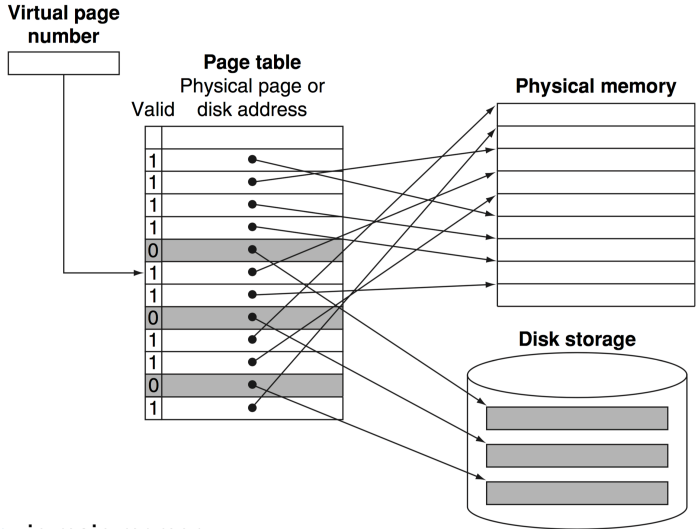 Virtual page
number
Page table
Physical page or
disk address
Valid
Physical memory
1
1
1
1
0
1
1
0
1
1
0
1
Disk storage